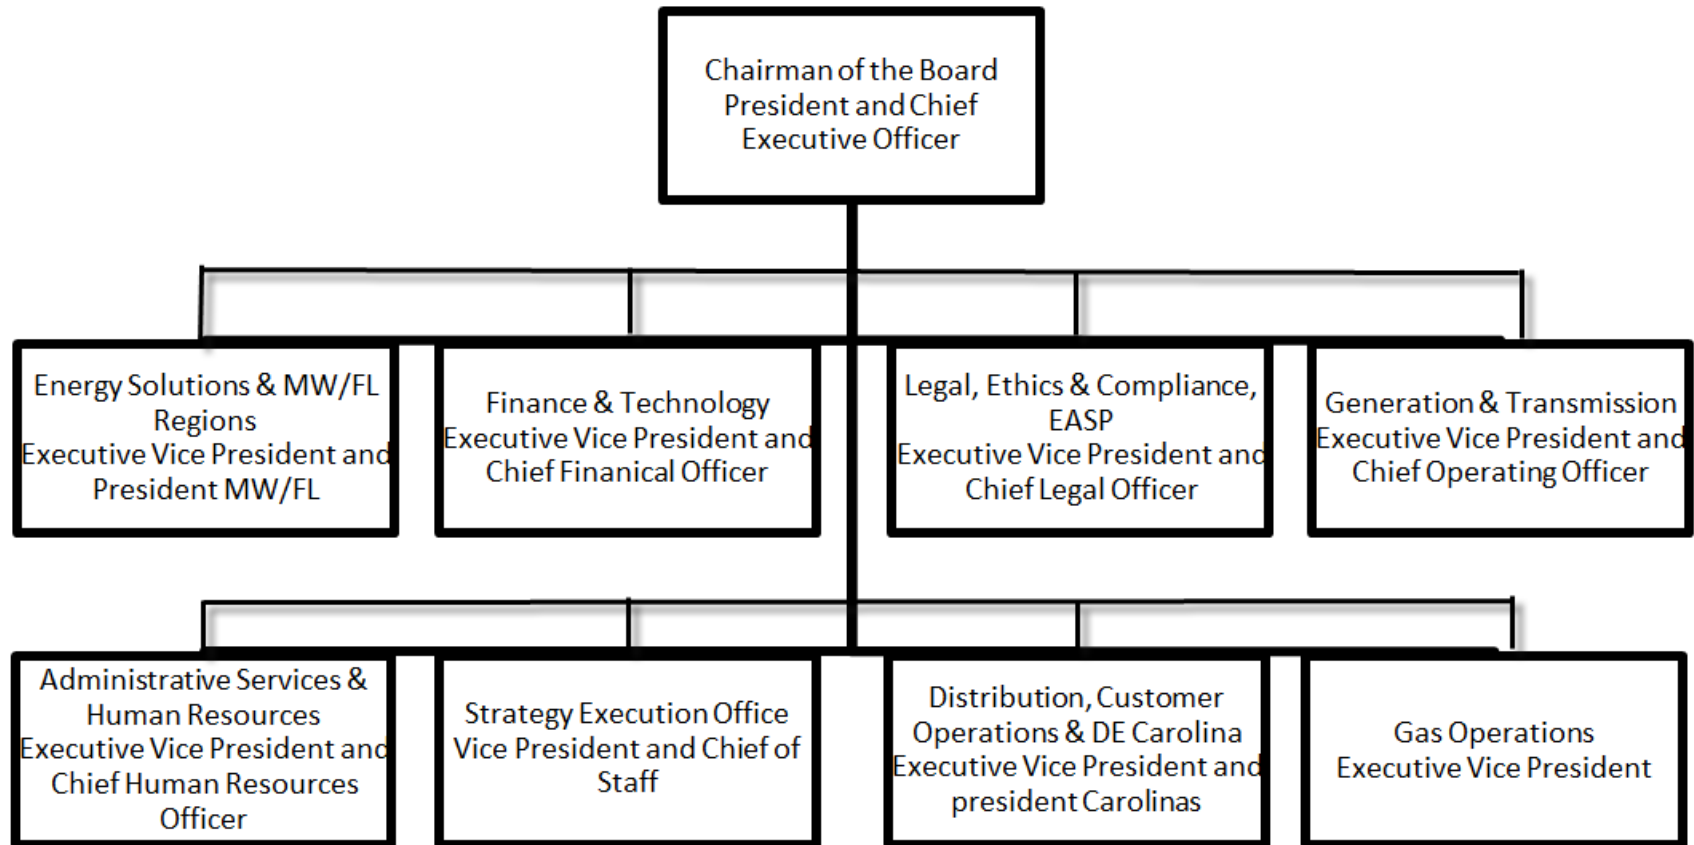 Chairman of the Board
President and Chief
Executive Officer
Energy Solutions & MW/FL
Regions
Executive Vice President and
President MW/FL
Finance & Technology
Executive Vice President and
Chief Finanical Officer
Legal, Ethics & Compliance,
EASP
Executive Vice President and
Chief Legal Officer
Generation & Transmission
Executive Vice President and
Chief Operating Officer
Administrative Services &
Human Resources
Executive Vice President and
Chief Human Resources
Officer
Strategy Execution Office
Vice President and Chief of
Staff
Distribution, Customer
Operations & DE Carolina
Executive Vice President and
president Carolinas
Gas Operations
Executive Vice President